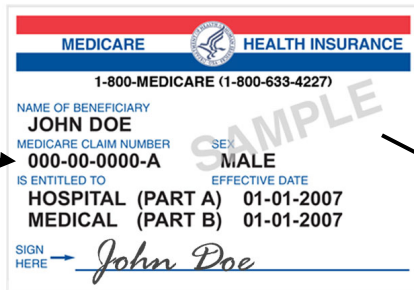 MEDICARE HEALTH INSURANCE
1-800-MEDICARE (1-800-633-4227)
NAME OF BENEFICIARY
JOHN DOE
MEDICARE CLAIM NUMBER SEX
000-00-0000-A MALE
IS ENTITLED TO EFFECTIVE DATE
HOSPITAL (PART A) 01-01-2007
MEDICAL (PART B) 01-01-2007
SIGN HERE
John Doe
SAMPLE